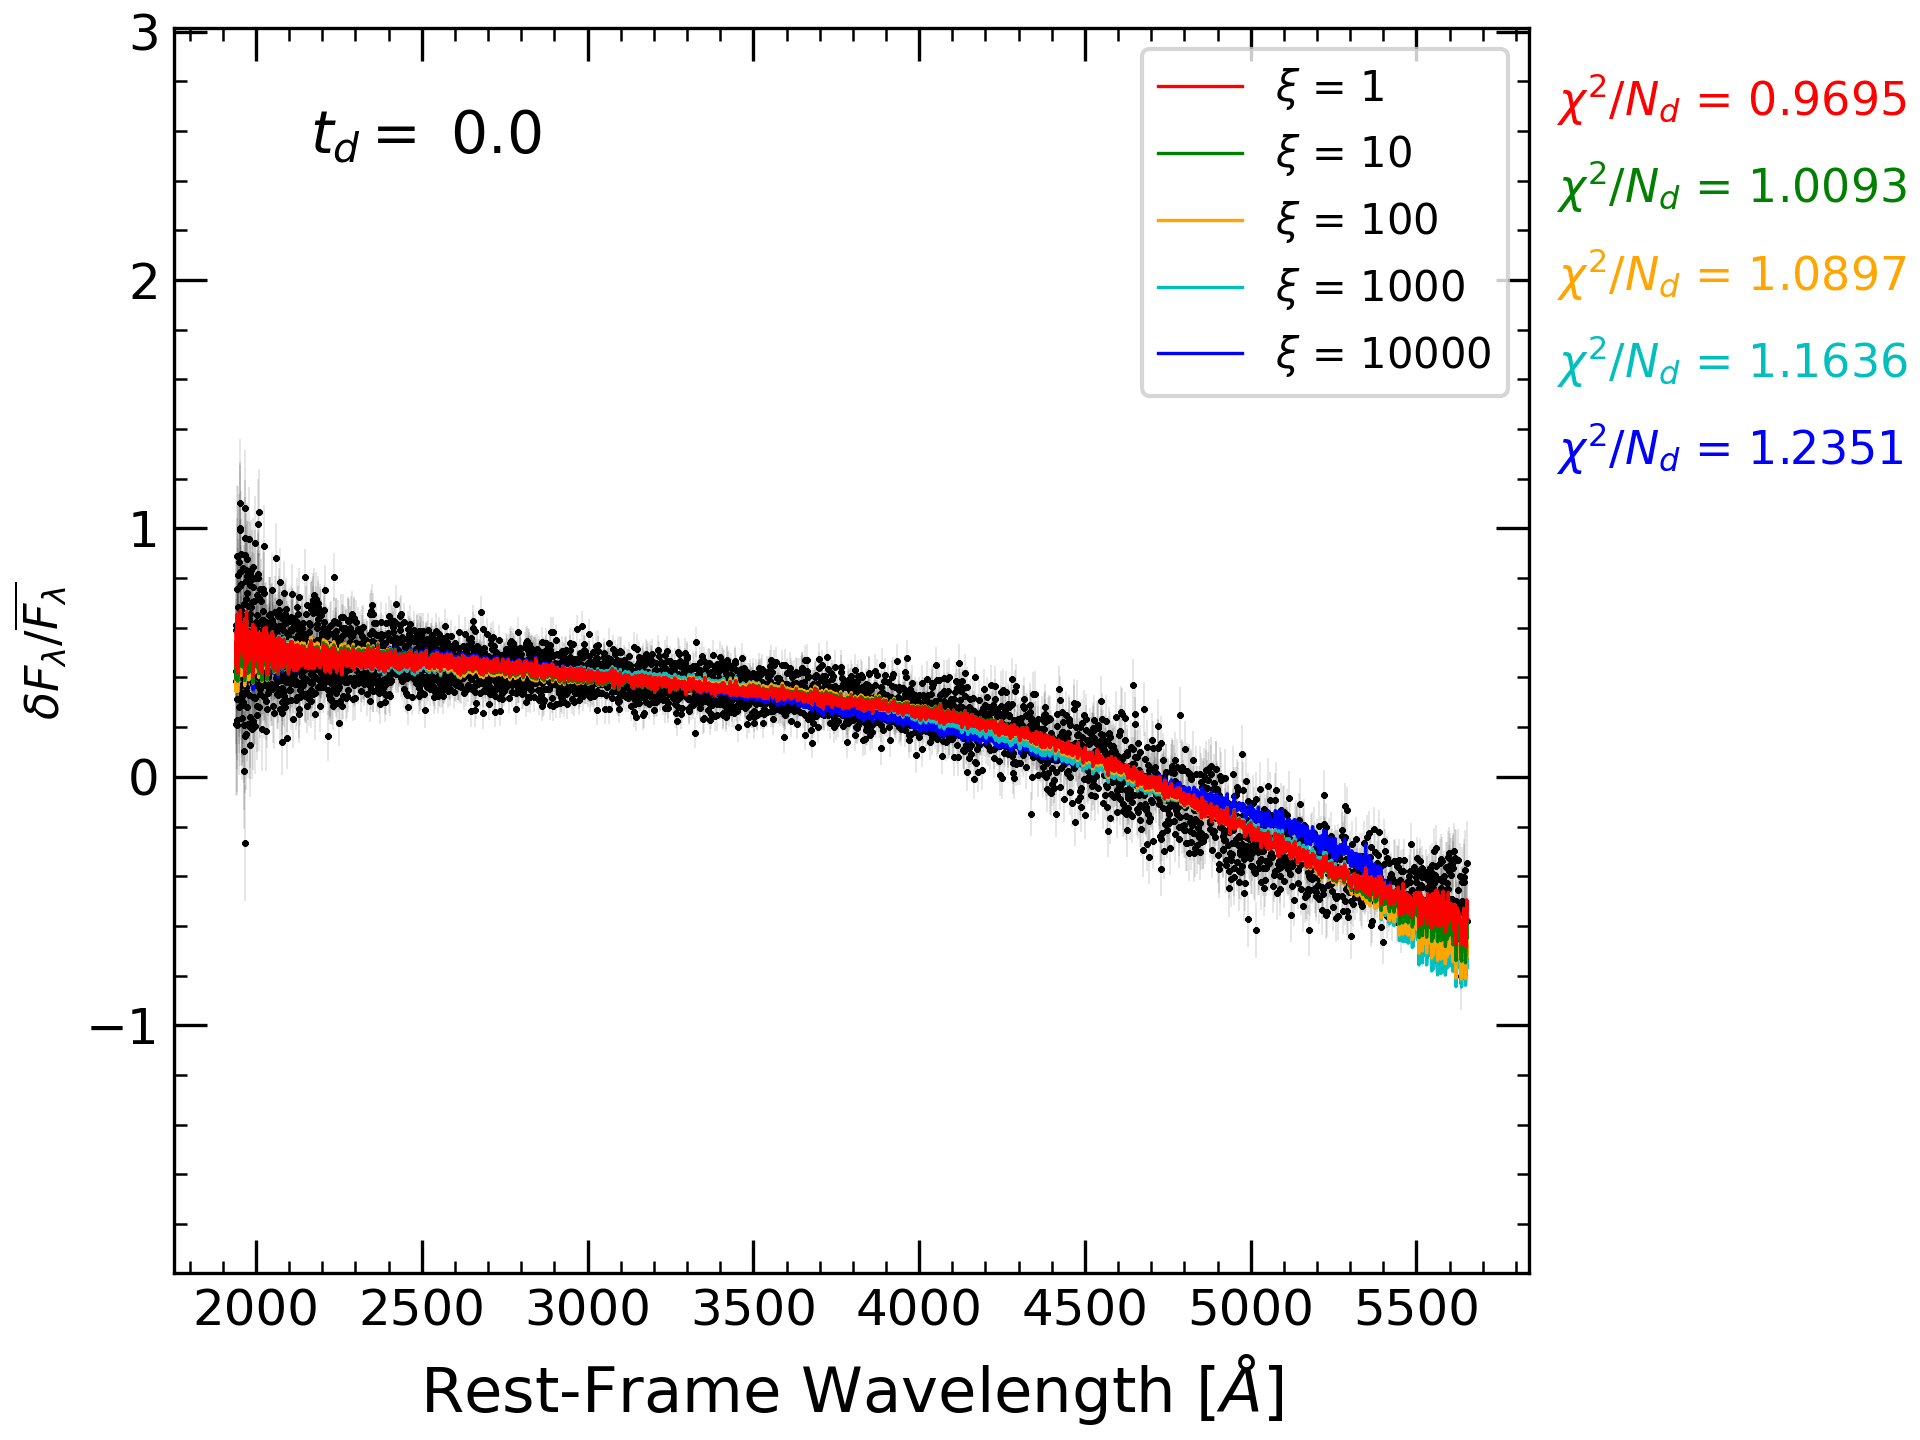 t_d = 0.0
ξ = 1
ξ = 10
ξ = 100
ξ = 1000
ξ = 10000
χ²/N_d = 0.9695
χ²/N_d = 1.0093
χ²/N_d = 1.0897
χ²/N_d = 1.1636
χ²/N_d = 1.2351
3
2
1
0
−1
δF_λ/F̅_λ
2000 2500 3000 3500 4000 4500 5000 5500
Rest-Frame Wavelength [Å]